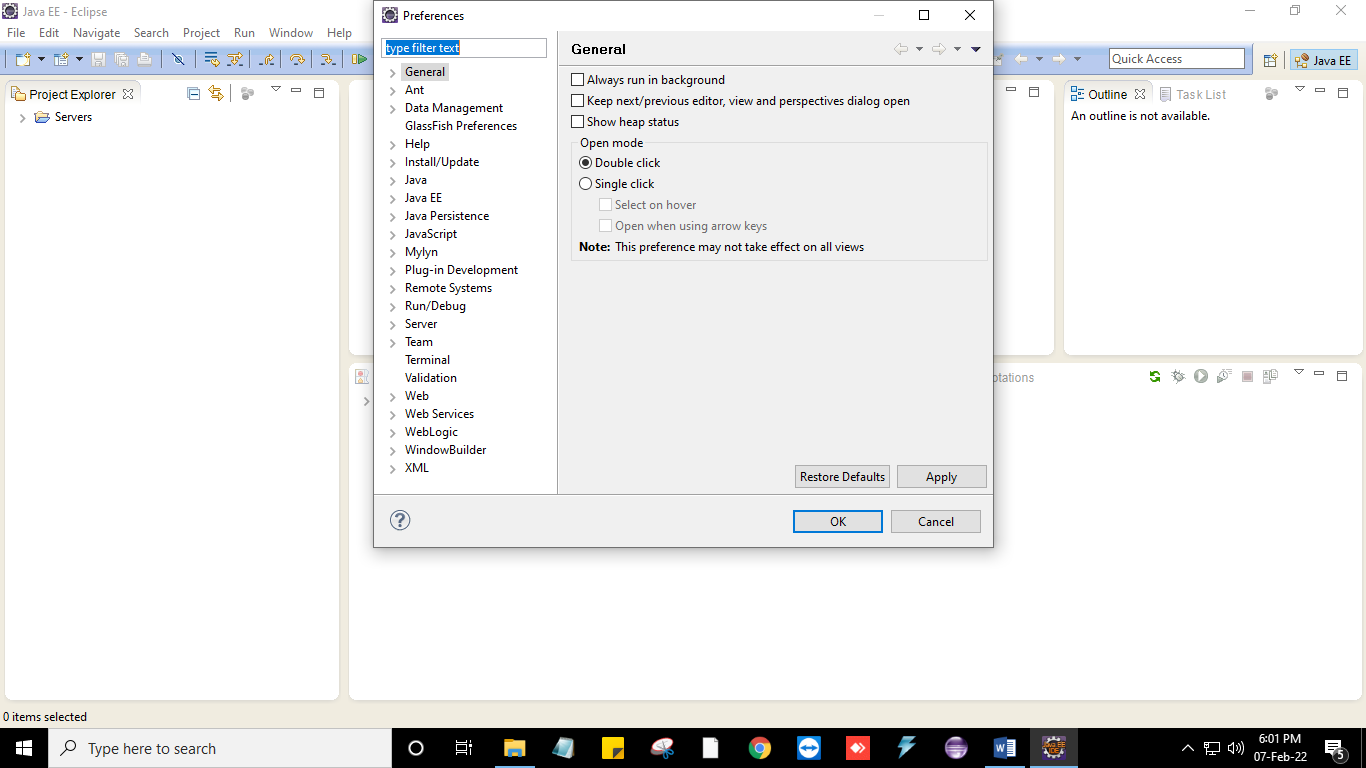 Java EE - Eclipse
File Edit Navigate Search Project Run Window Help
Quick Access
Java EE
Project Explorer
Servers
Preferences
type filter text
General
Ant
Data Management
GlassFish Preferences
Help
Install/Update
Java
Java EE
Java Persistence
JavaScript
Mylyn
Plug-in Development
Remote Systems
Run/Debug
Server
Team
Terminal
Validation
Web
Web Services
WebLogic
WindowBuilder
XML
General
Always run in background
Keep next/previous editor, view and perspectives dialog open
Show heap status
Open mode
Double click
Single click
Select on hover
Open when using arrow keys
Note: This preference may not take effect on all views
Restore Defaults Apply
? OK Cancel
Outline Task List
An outline is not available.
otations
0 items selected
Type here to search
W
6:01 PM
07-Feb-22
5